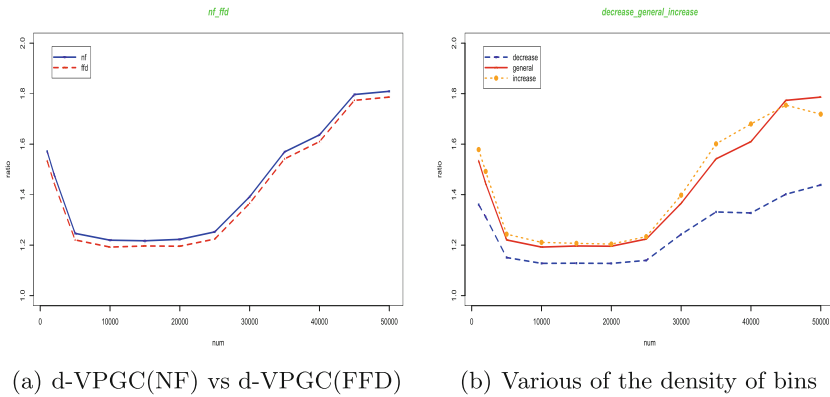 nf_ffd
2.0
1.8
1.6
1.4
1.2
1.0
ratio
nf
ffd
0 10000 20000 30000 40000 50000
num
(a) d-VPGC(NF) vs d-VPGC(FFD)
decrease_general_increase
2.0
1.8
1.6
1.4
1.2
1.0
ratio
decrease
general
increase
0 10000 20000 30000 40000 50000
num
(b) Various of the density of bins